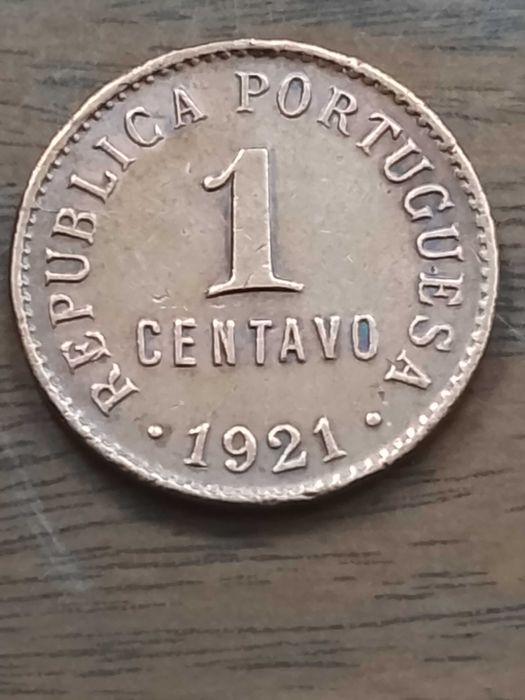 REPUBLICA PORTUGUESA
1
CENTAVO
· 1921 ·